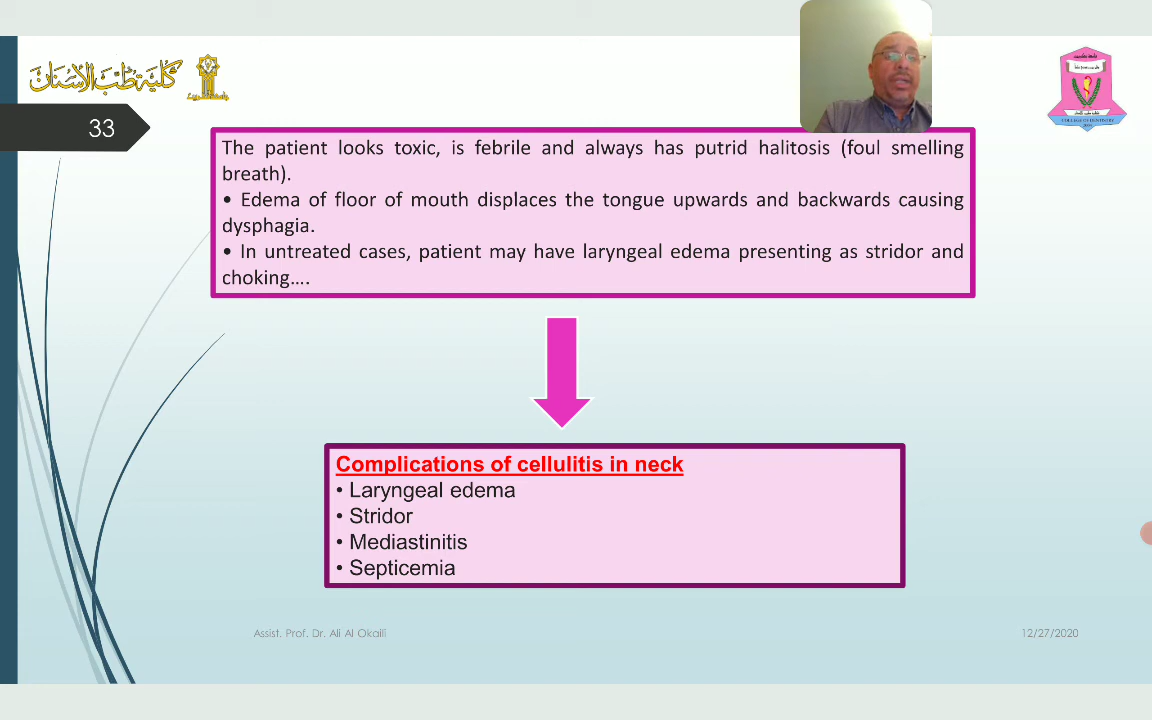 كلية طب الأسنان
33
The patient looks toxic, is febrile and always has putrid halitosis (foul smelling
breath).
• Edema of floor of mouth displaces the tongue upwards and backwards causing
dysphagia.
• In untreated cases, patient may have laryngeal edema presenting as stridor and
choking....
Complications of cellulitis in neck
• Laryngeal edema
• Stridor
• Mediastinitis
• Septicemia
COLLEGE OF DENTISTRY
Assist. Prof. Dr. Ali Al Okaili
12/27/2020